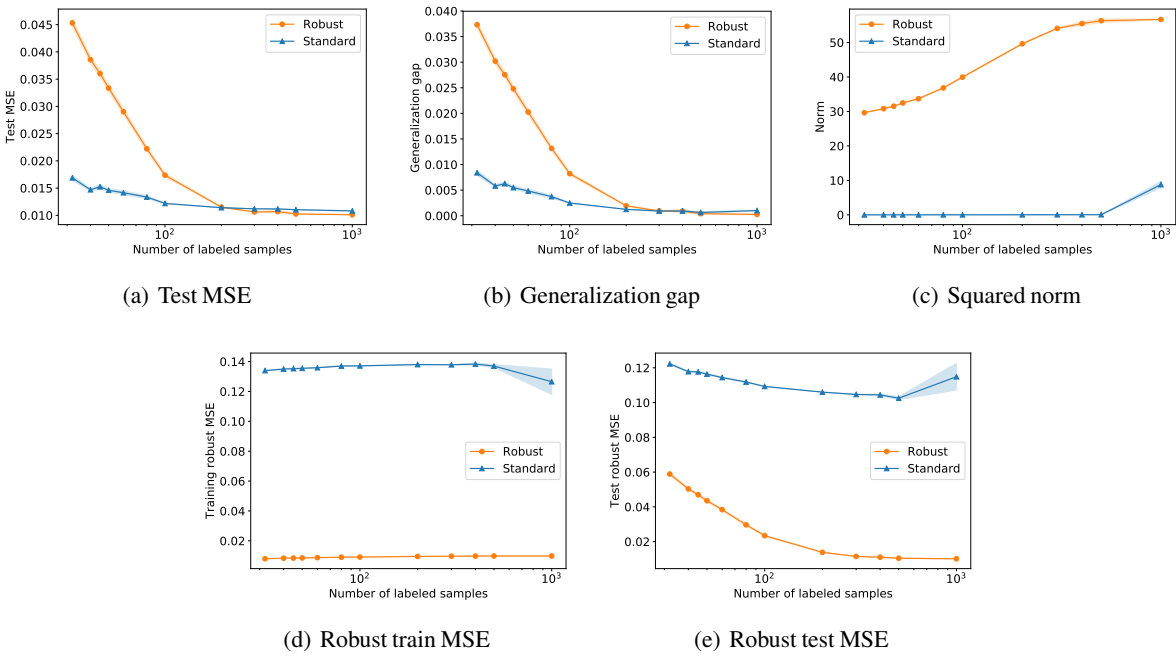 0.045
0.040
0.035
0.030
0.025
0.020
0.015
0.010
Test MSE
Robust
Standard
10²
10³
Number of labeled samples
(a) Test MSE
0.040
0.035
0.030
0.025
0.020
0.015
0.010
0.005
0.000
Generalization gap
Robust
Standard
10²
10³
Number of labeled samples
(b) Generalization gap
50
40
30
20
10
0
Norm
Robust
Standard
10²
10³
Number of labeled samples
(c) Squared norm
0.14
0.12
0.10
0.08
0.06
0.04
0.02
Training robust MSE
Robust
Standard
10²
10³
Number of labeled samples
(d) Robust train MSE
0.12
0.10
0.08
0.06
0.04
0.02
Test robust MSE
Robust
Standard
10²
10³
Number of labeled samples
(e) Robust test MSE